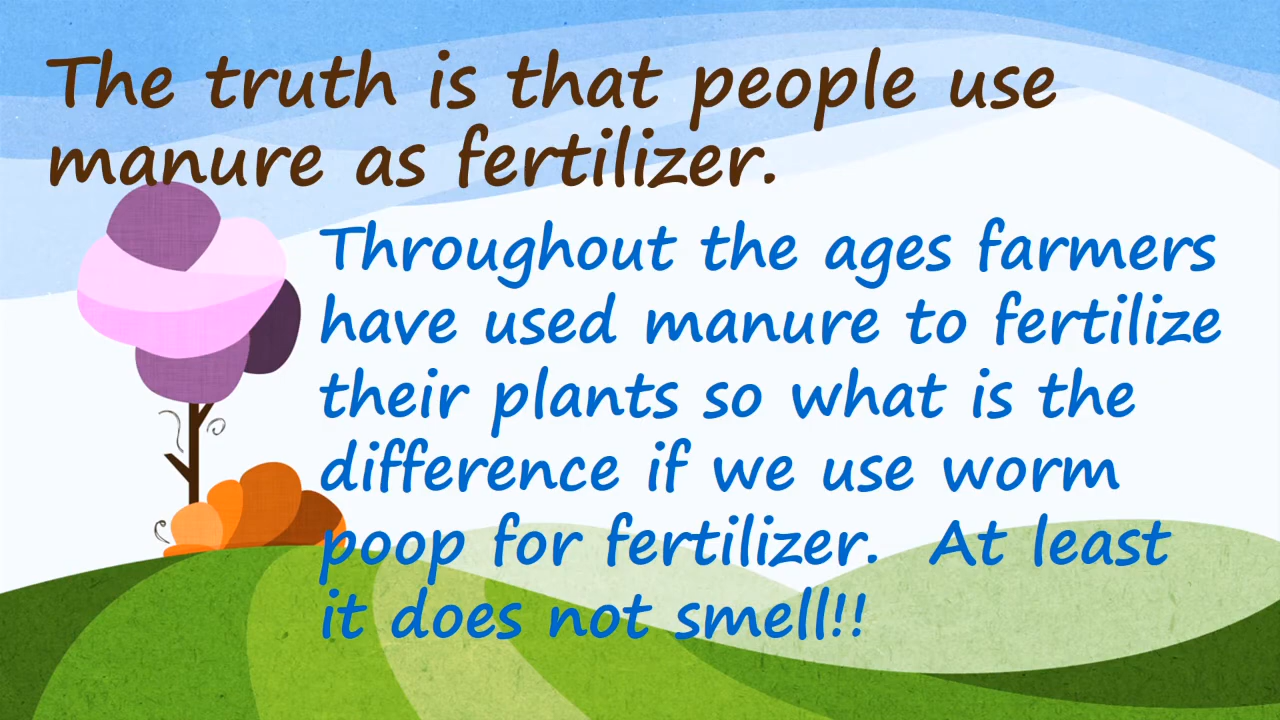 The truth is that people use
manure as fertilizer.
Throughout the ages farmers
have used manure to fertilize
their plants so what is the
difference if we use worm
poop for fertilizer.  At least
it does not smell!!